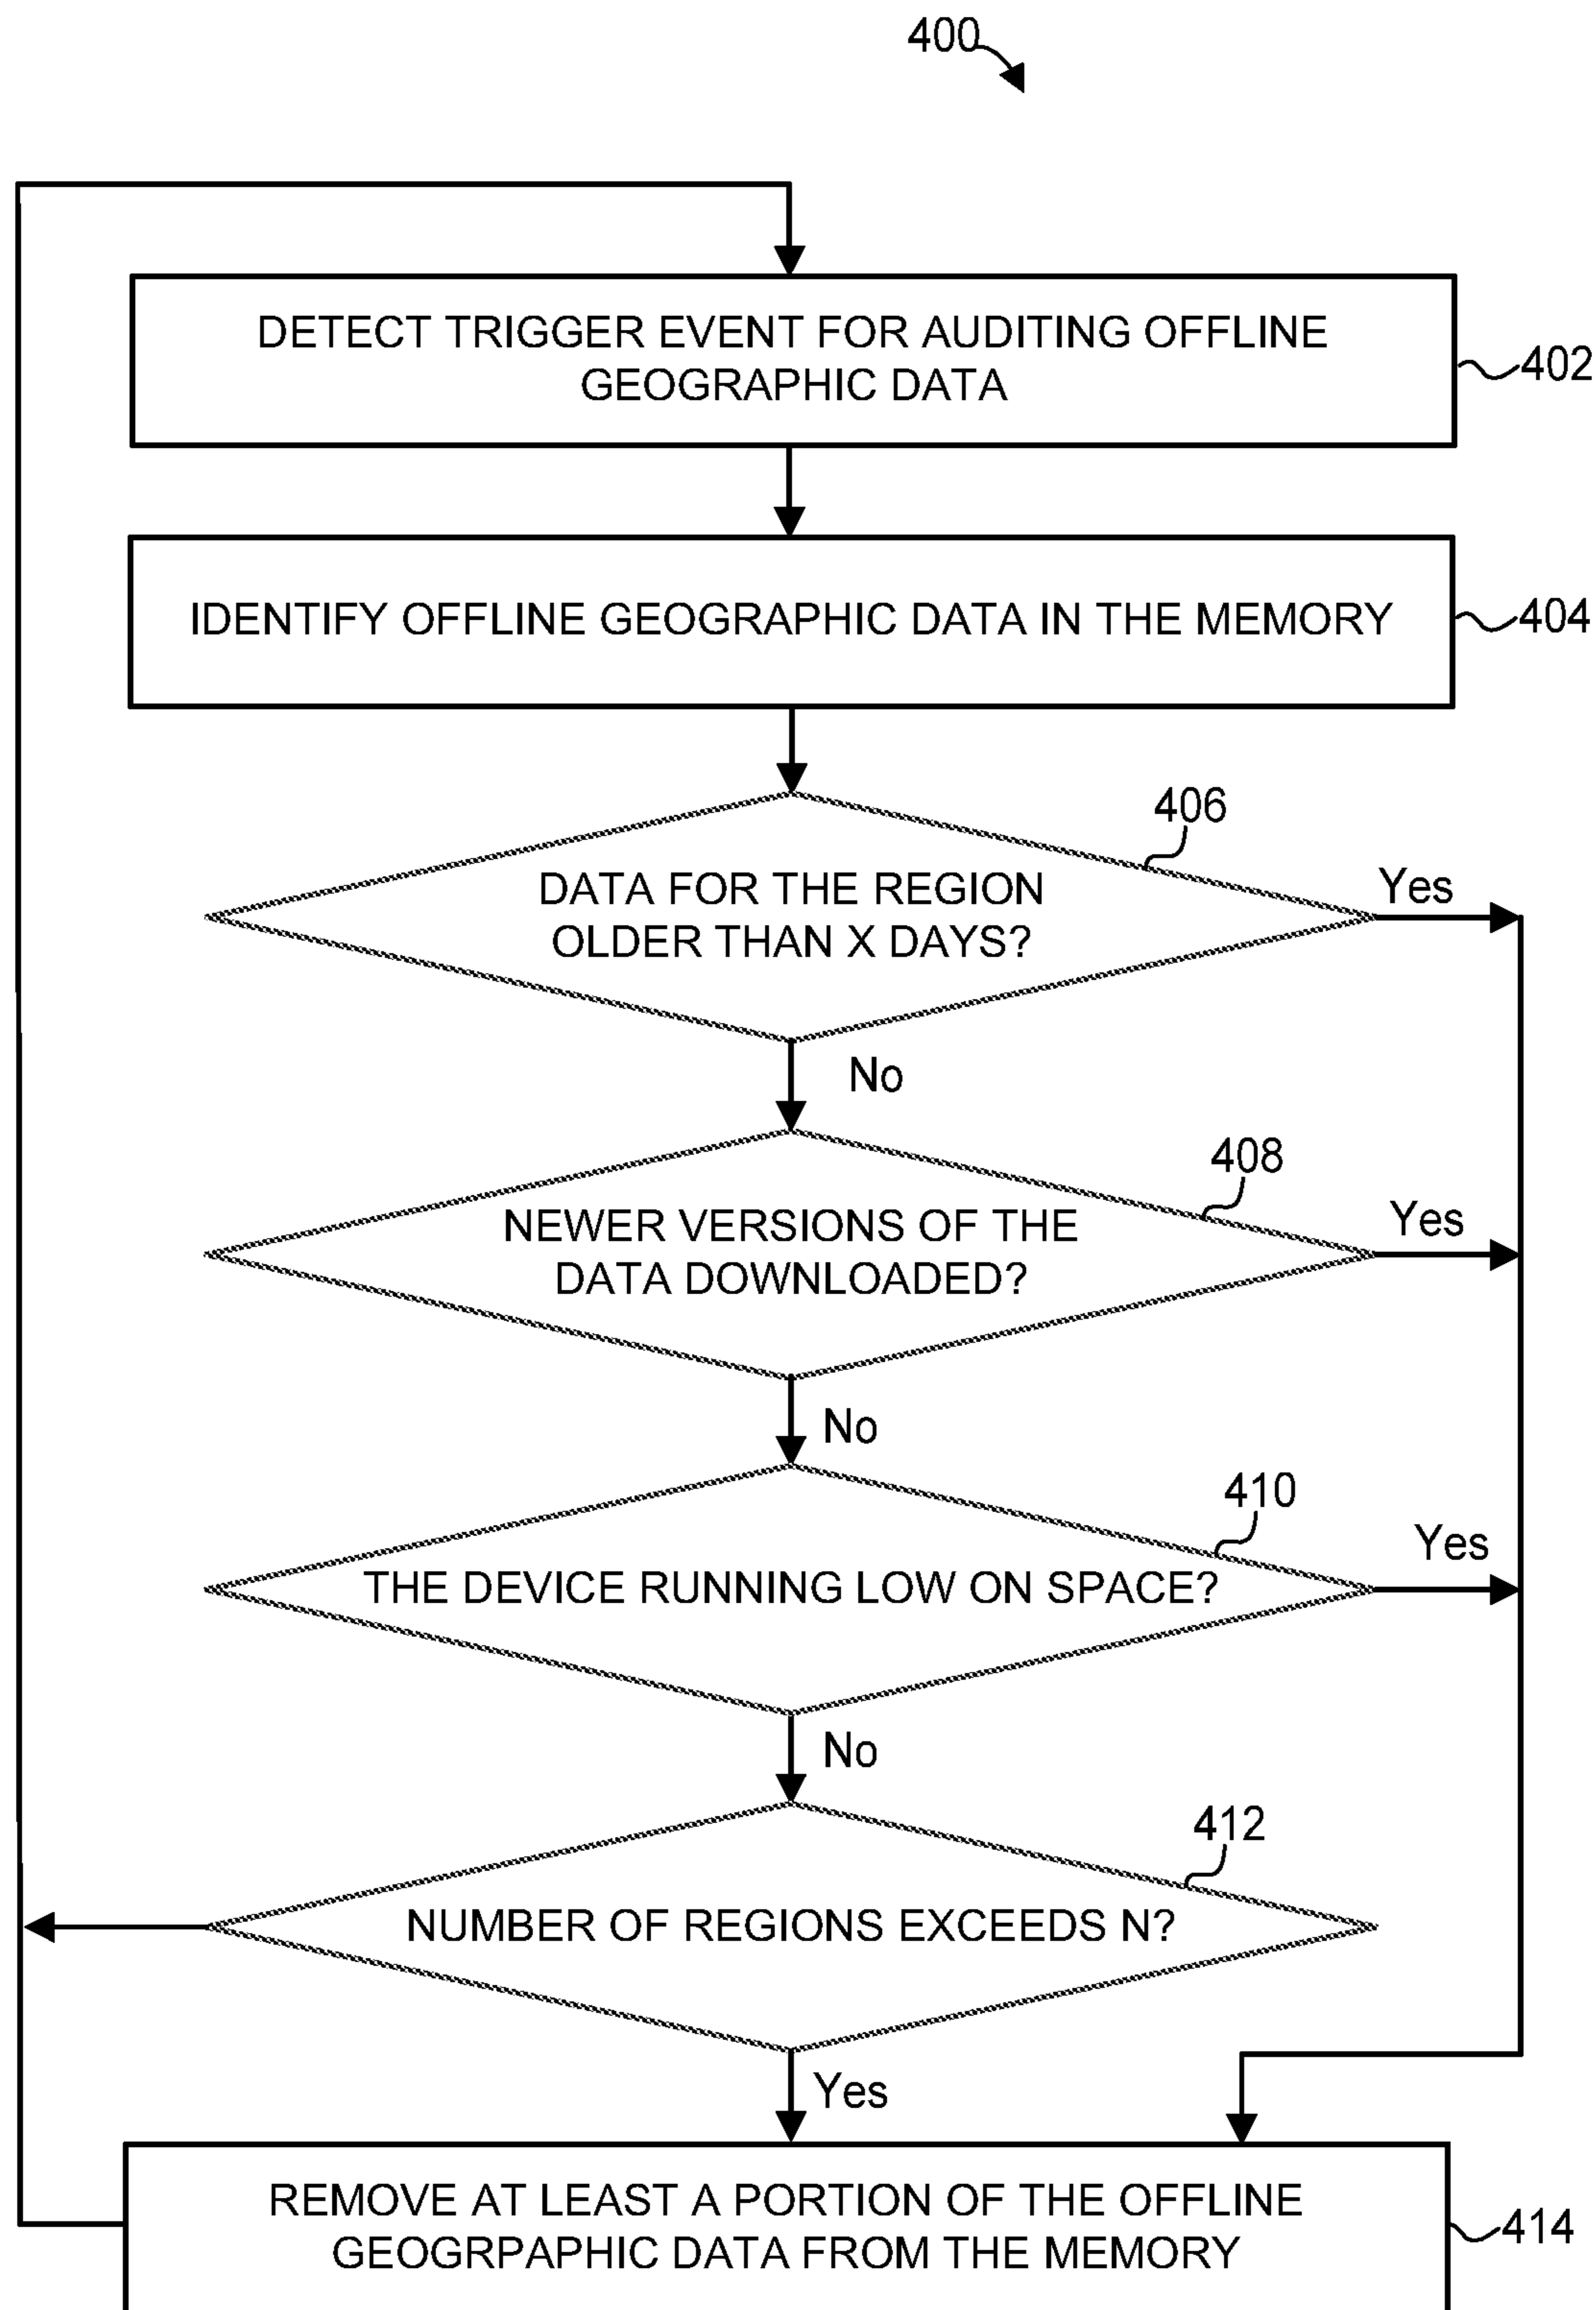 400
DETECT TRIGGER EVENT FOR AUDITING OFFLINE
GEOGRAPHIC DATA
402
IDENTIFY OFFLINE GEOGRAPHIC DATA IN THE MEMORY
404
406
DATA FOR THE REGION
OLDER THAN X DAYS?
Yes
No
408
NEWER VERSIONS OF THE
DATA DOWNLOADED?
Yes
No
410
THE DEVICE RUNNING LOW ON SPACE?
Yes
No
412
NUMBER OF REGIONS EXCEEDS N?
Yes
REMOVE AT LEAST A PORTION OF THE OFFLINE
GEOGRPAPHIC DATA FROM THE MEMORY
414